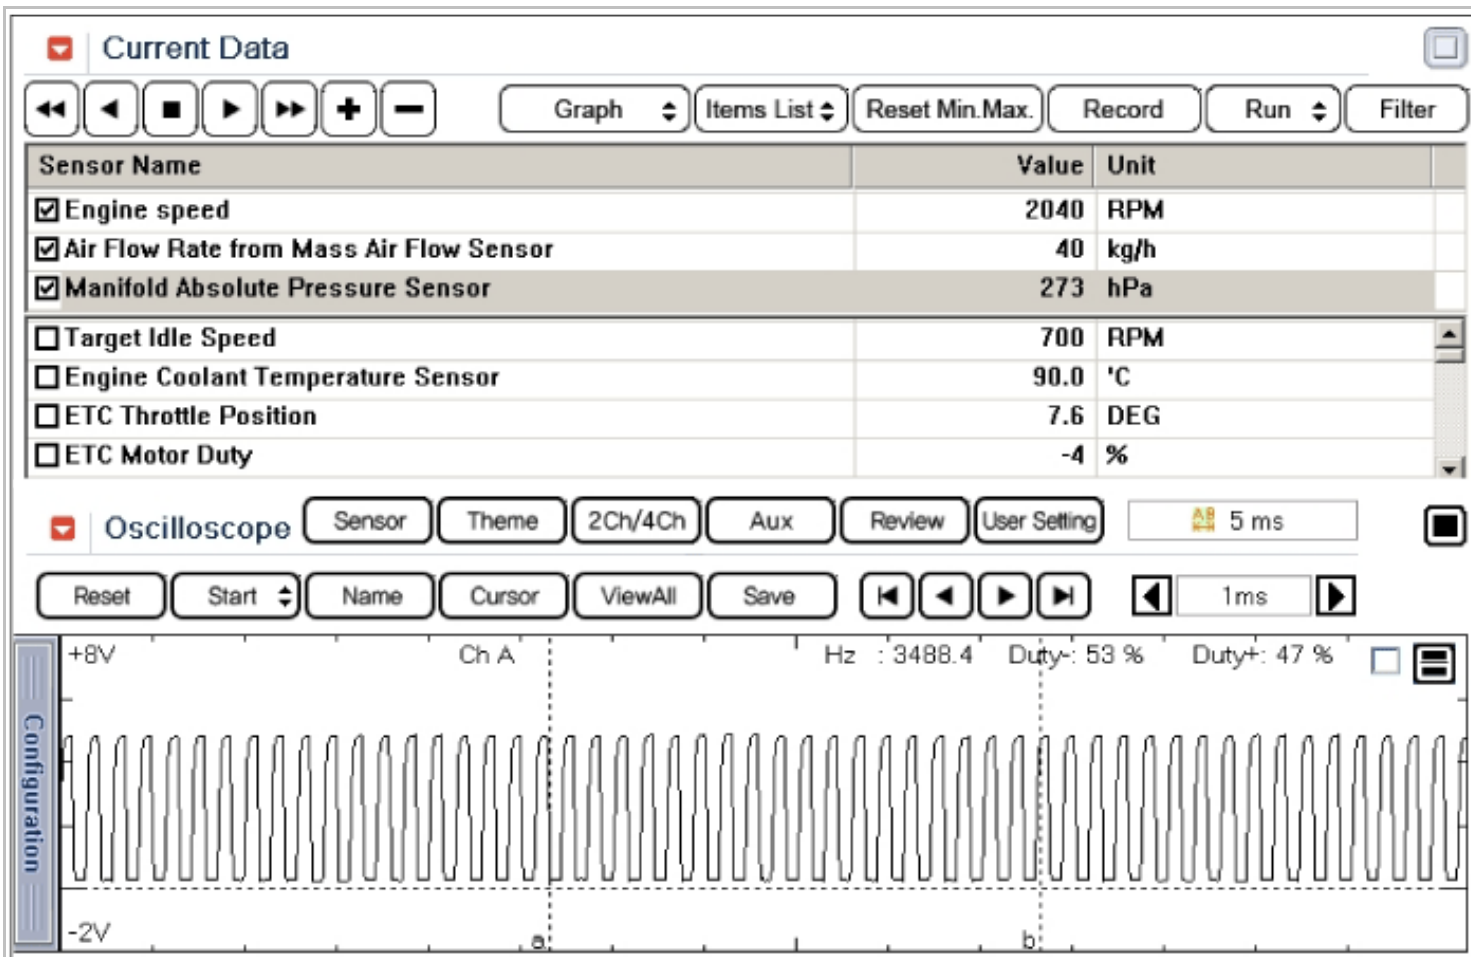 Current Data
Graph Items List Reset Min.Max. Record Run Filter
Sensor Name Value Unit
Engine speed 2040 RPM
Air Flow Rate from Mass Air Flow Sensor 40 kg/h
Manifold Absolute Pressure Sensor 273 hPa
Target Idle Speed 700 RPM
Engine Coolant Temperature Sensor 90.0 'C
ETC Throttle Position 7.6 DEG
ETC Motor Duty -4 %
Oscilloscope Sensor Theme 2Ch/4Ch Aux Review User Setting AB 5 ms
Reset Start Name Cursor ViewAll Save 1ms
+8V Ch A Hz : 3488.4 Duty-: 53 % Duty+: 47 %
Configuration
-2V a b